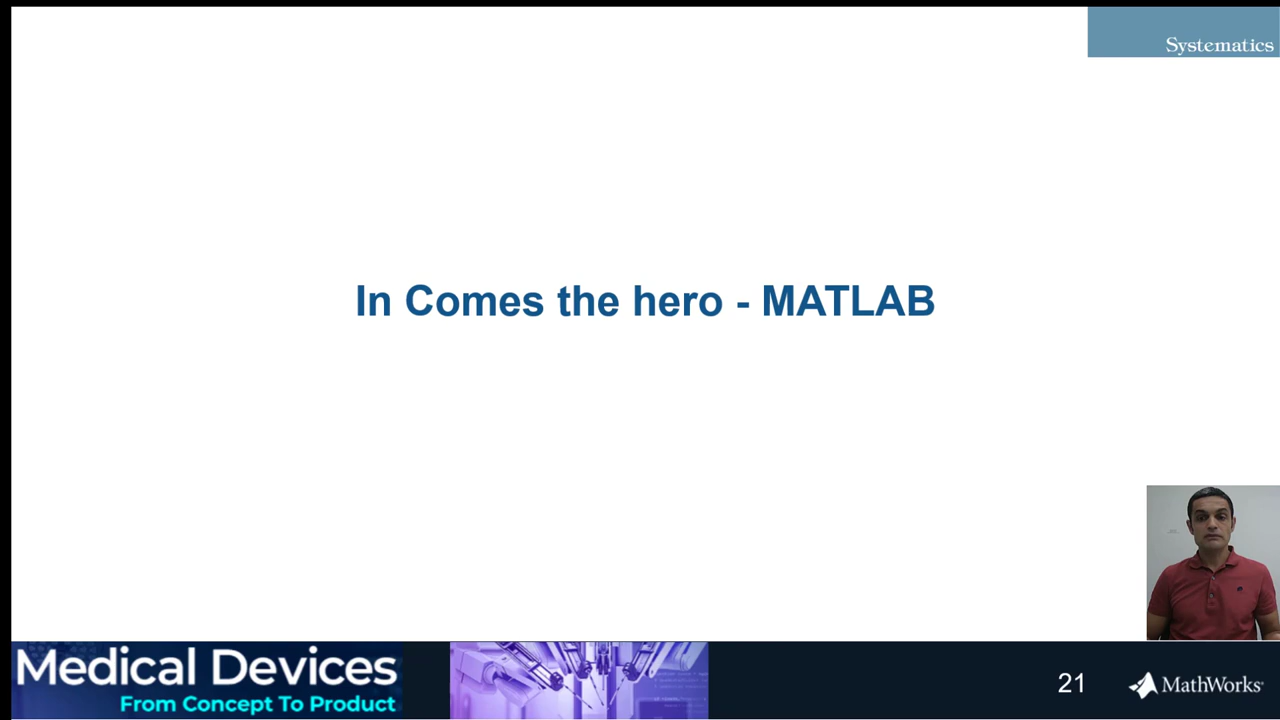 Systematics
In Comes the hero - MATLAB
Medical Devices
From Concept To Product
21
MathWorks